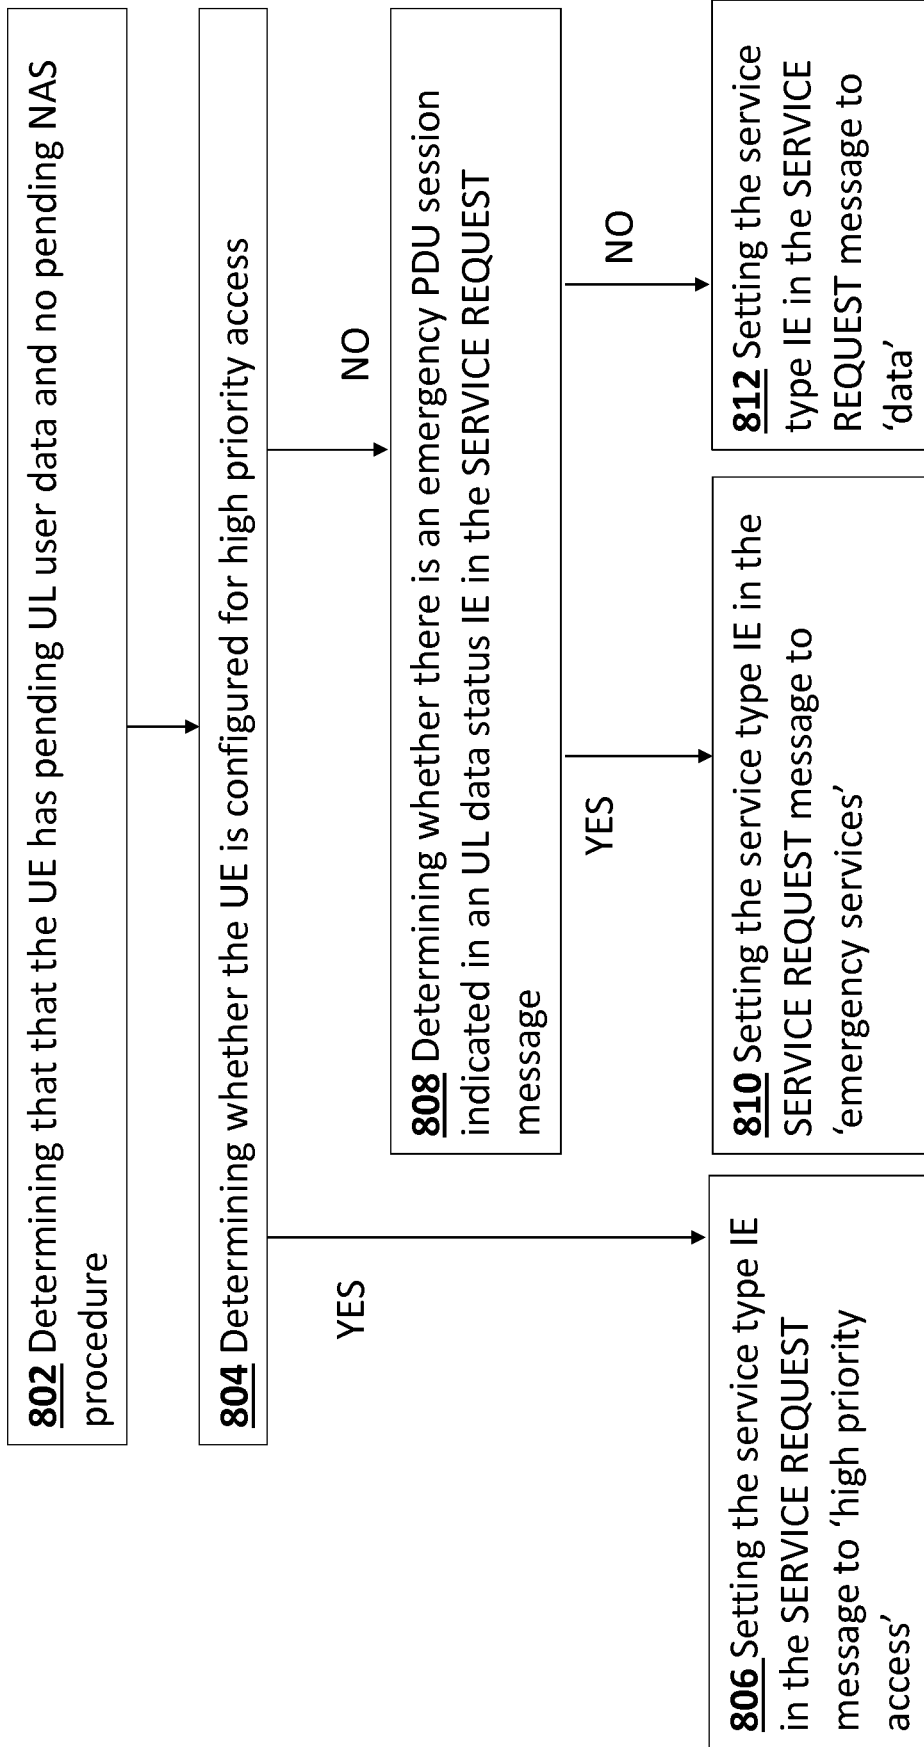 802 Determining that that the UE has pending UL user data and no pending NAS
procedure
804 Determining whether the UE is configured for high priority access
YES
NO
808 Determining whether there is an emergency PDU session
indicated in an UL data status IE in the SERVICE REQUEST
message
YES
NO
806 Setting the service type IE
in the SERVICE REQUEST
message to ‘high priority
access’
810 Setting the service type IE in the
SERVICE REQUEST message to
‘emergency services’
812 Setting the service
type IE in the SERVICE
REQUEST message to
‘data’